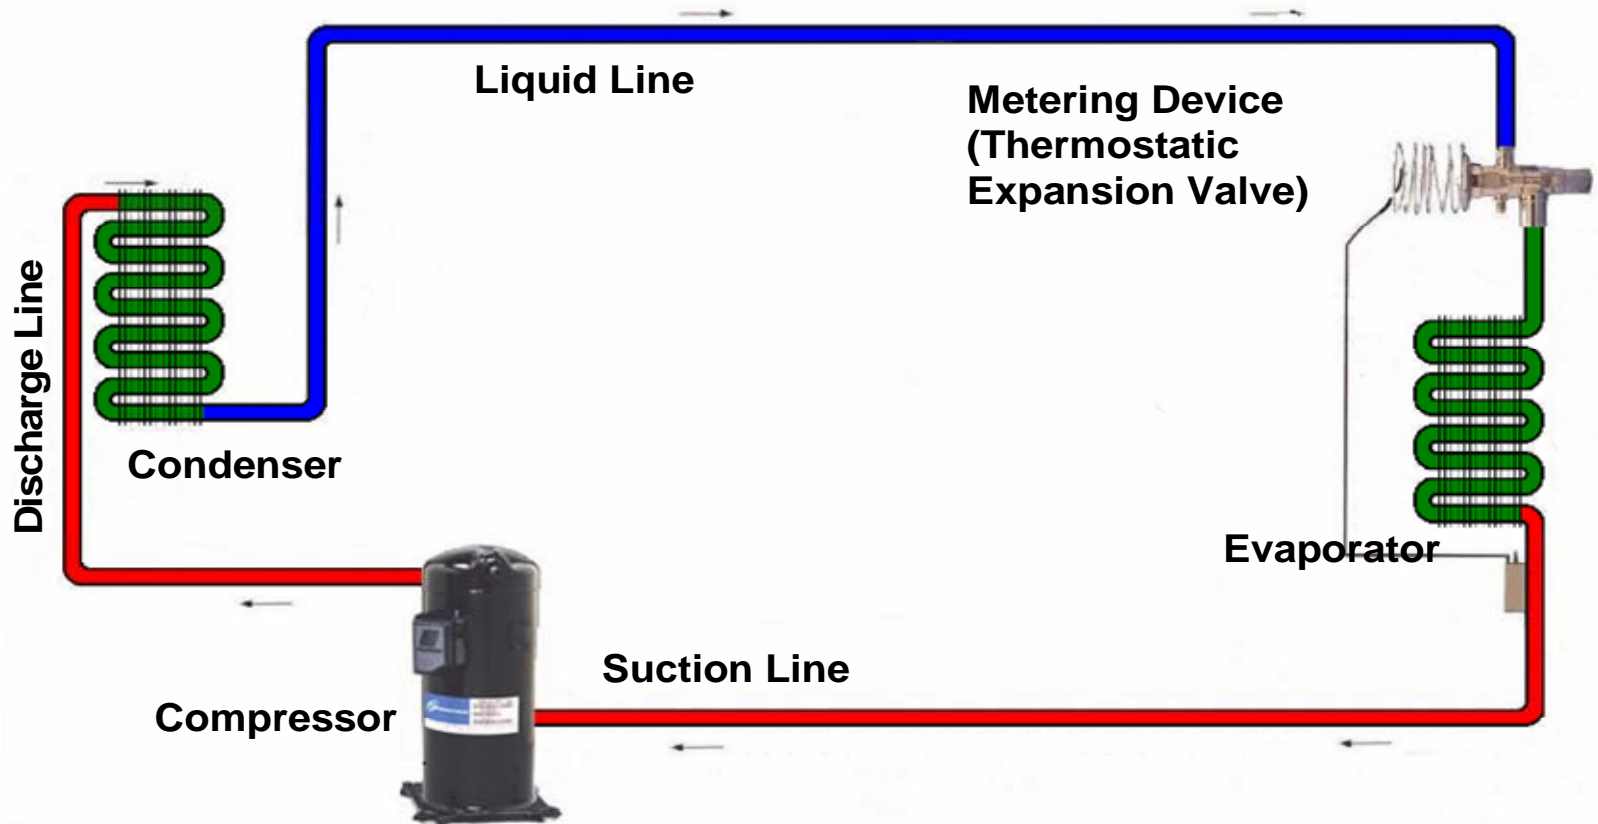 Liquid Line
Metering Device
(Thermostatic
Expansion Valve)
Discharge Line
Condenser
Evaporator
Suction Line
Compressor